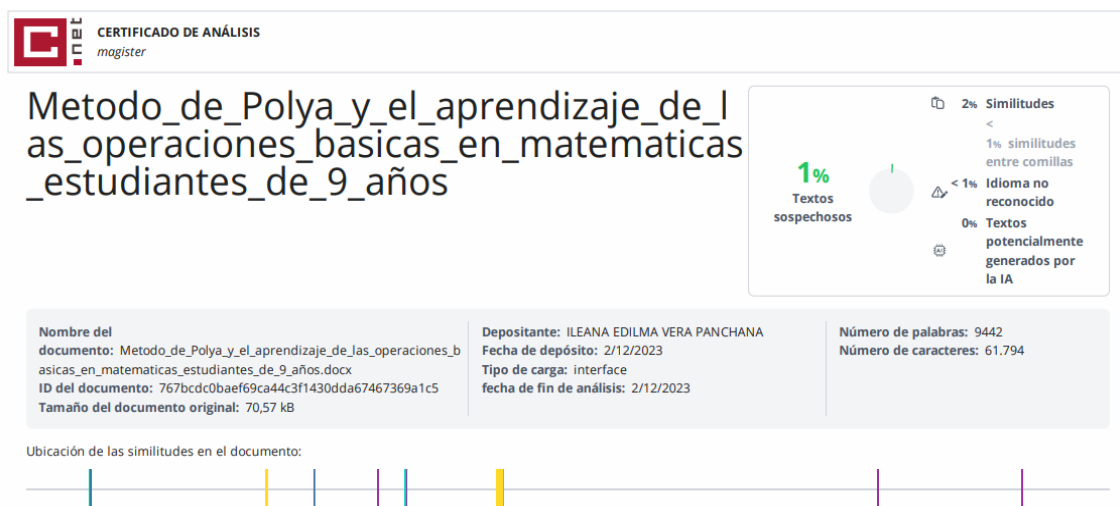 net
CERTIFICADO DE ANÁLISIS
magister
Metodo_de_Polya_y_el_aprendizaje_de_l
as_operaciones_basicas_en_matematicas
_estudiantes_de_9_años
1%
Textos
sospechosos
2% Similitudes
<
1% similitudes
entre comillas
< 1% Idioma no
reconocido
0% Textos
potencialmente
generados por
la IA
Nombre del
documento: Metodo_de_Polya_y_el_aprendizaje_de_las_operaciones_b
asicas_en_matematicas_estudiantes_de_9_años.docx
ID del documento: 767bcdc0baef69ca44c3f1430dda67467369a1c5
Tamaño del documento original: 70,57 kB
Depositante: ILEANA EDILMA VERA PANCHANA
Fecha de depósito: 2/12/2023
Tipo de carga: interface
fecha de fin de análisis: 2/12/2023
Número de palabras: 9442
Número de caracteres: 61.794
Ubicación de las similitudes en el documento: